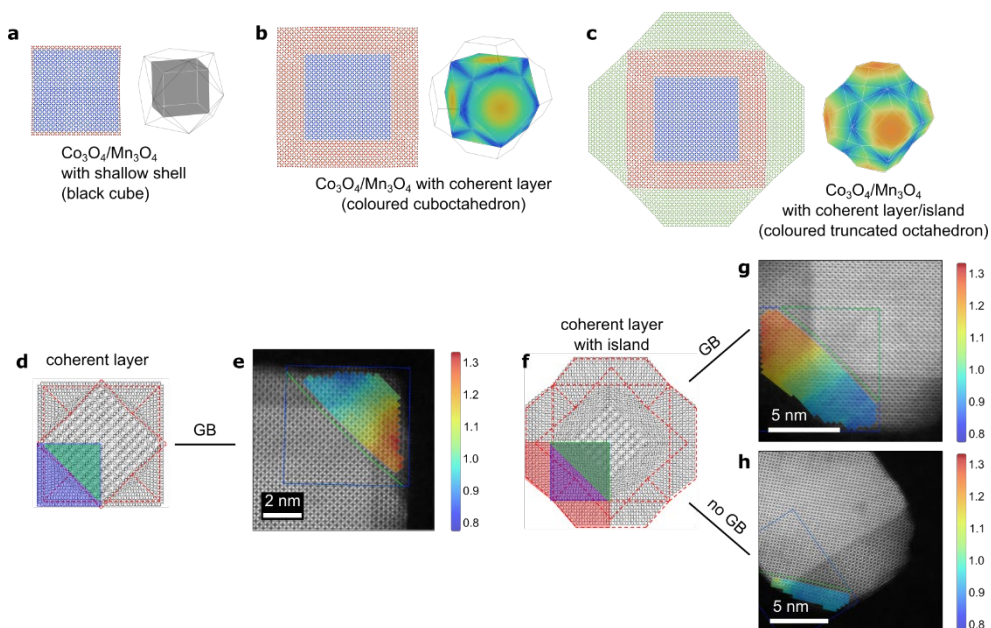 a
b
c
Co₃O₄/Mn₃O₄
with shallow shell
(black cube)
Co₃O₄/Mn₃O₄ with coherent layer
(coloured cuboctahedron)
Co₃O₄/Mn₃O₄
with coherent layer/island
(coloured truncated octahedron)
d
coherent layer
GB
e
2 nm
1.3
1.2
1.1
1.0
0.9
0.8
f
coherent layer
with island
GB
no GB
g
5 nm
1.3
1.2
1.1
1.0
0.9
0.8
h
5 nm
1.3
1.2
1.1
1.0
0.9
0.8